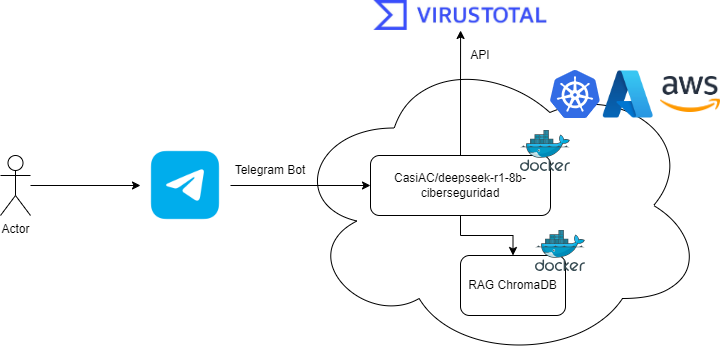 VIRUSTOTAL
API
aws
docker
Telegram Bot
CasiAC/deepseek-r1-8b-
ciberseguridad
Actor
docker
RAG ChromaDB